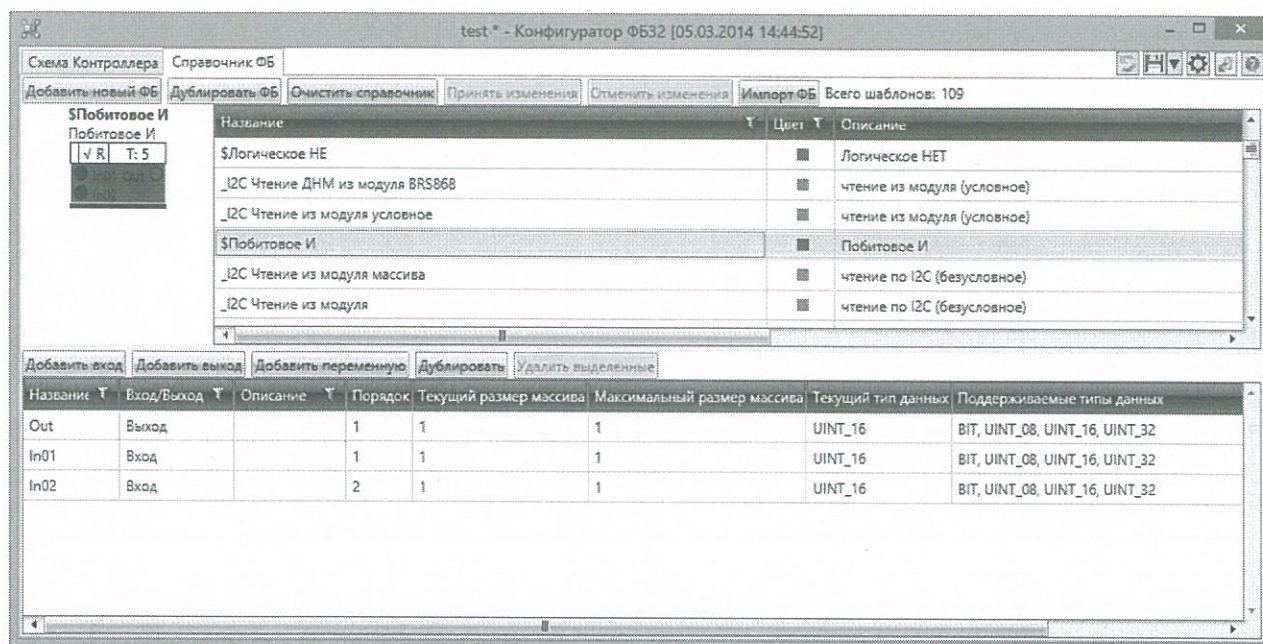 test * - Конфигуратор ФБ32 [05.03.2014 14:44:52]
Схема Контроллера Справочник ФБ
Добавить новый ФБ Дублировать ФБ Очистить справочник Принять изменения Отменить изменения Импорт ФБ Всего шаблонов: 109
$Побитовое И
Побитовое И
√ R T: 5
In01 Out
In02
Название Цвет Описание
$Логическое НЕ Логическое НЕТ
_I2C Чтение ДНМ из модуля BRS868 чтение из модуля (условное)
_I2C Чтение из модуля условное чтение из модуля (условное)
$Побитовое И Побитовое И
_I2C Чтение из модуля массива чтение по I2C (безусловное)
_I2C Чтение из модуля чтение по I2C (безусловное)
Добавить вход Добавить выход Добавить переменную Дублировать Удалить выделенные
Название Вход/Выход Описание Порядок Текущий размер массива Максимальный размер массива Текущий тип данных Поддерживаемые типы данных
Out Выход 1 1 1 UINT_16 BIT, UINT_08, UINT_16, UINT_32
In01 Вход 1 1 1 UINT_16 BIT, UINT_08, UINT_16, UINT_32
In02 Вход 2 1 1 UINT_16 BIT, UINT_08, UINT_16, UINT_32